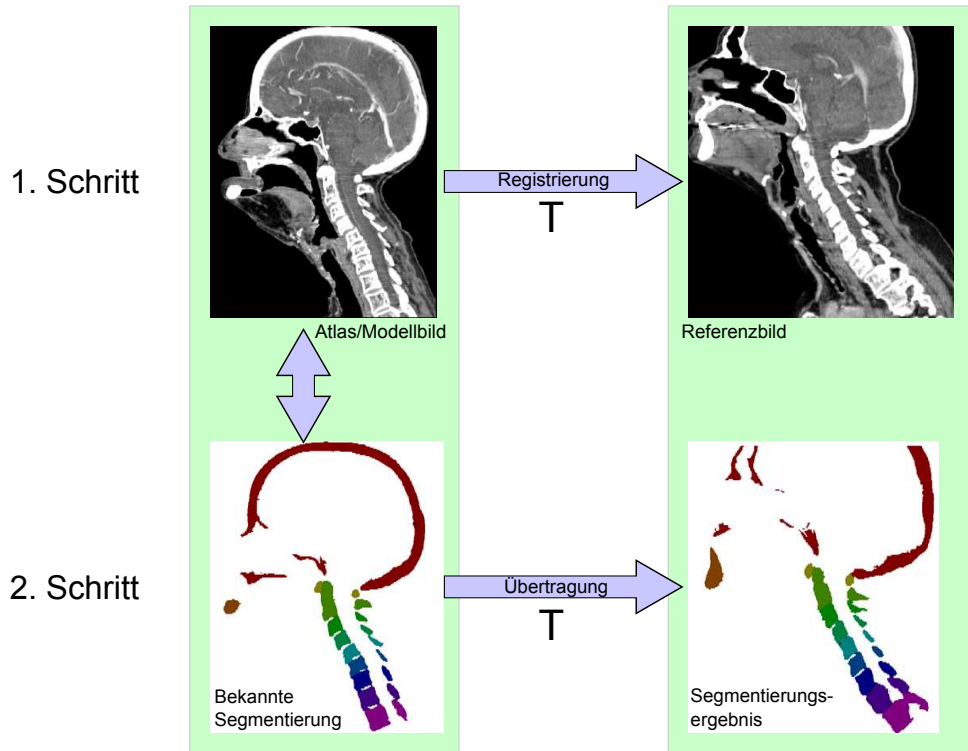 1. Schritt
Registrierung
T
Atlas/Modellbild
Referenzbild
2. Schritt
Übertragung
T
Bekannte
Segmentierung
Segmentierungs-
ergebnis